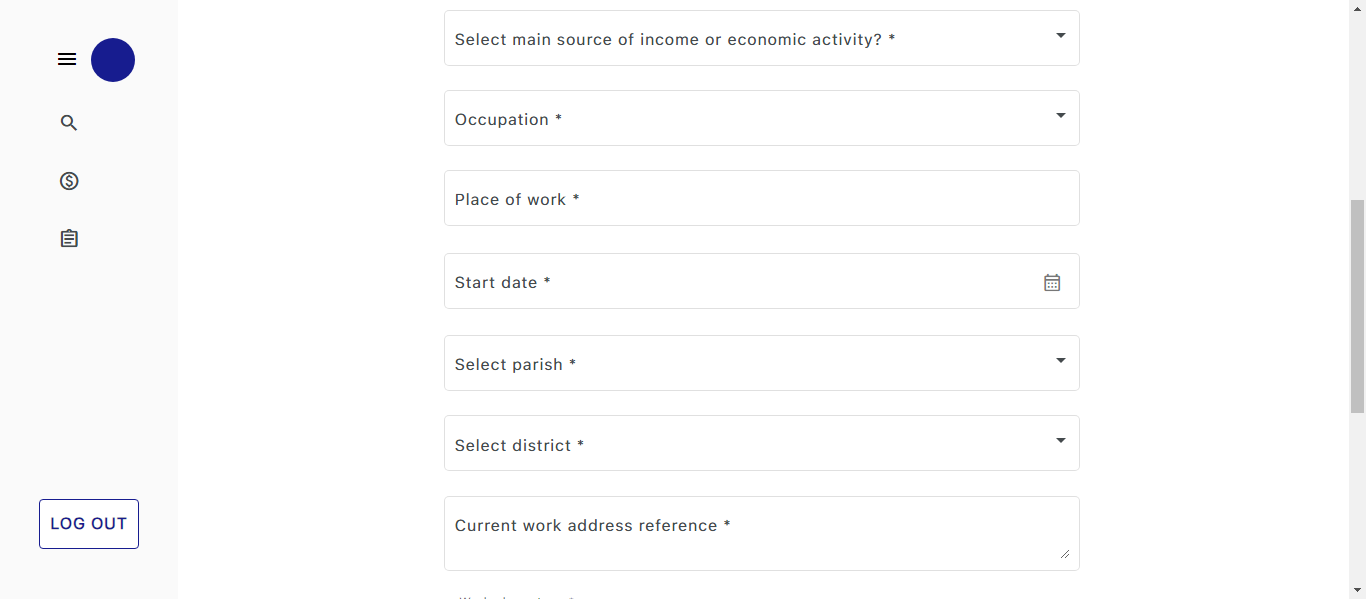 Select main source of income or economic activity? *
Occupation *
Place of work *
Start date *
Select parish *
Select district *
Current work address reference *
LOG OUT